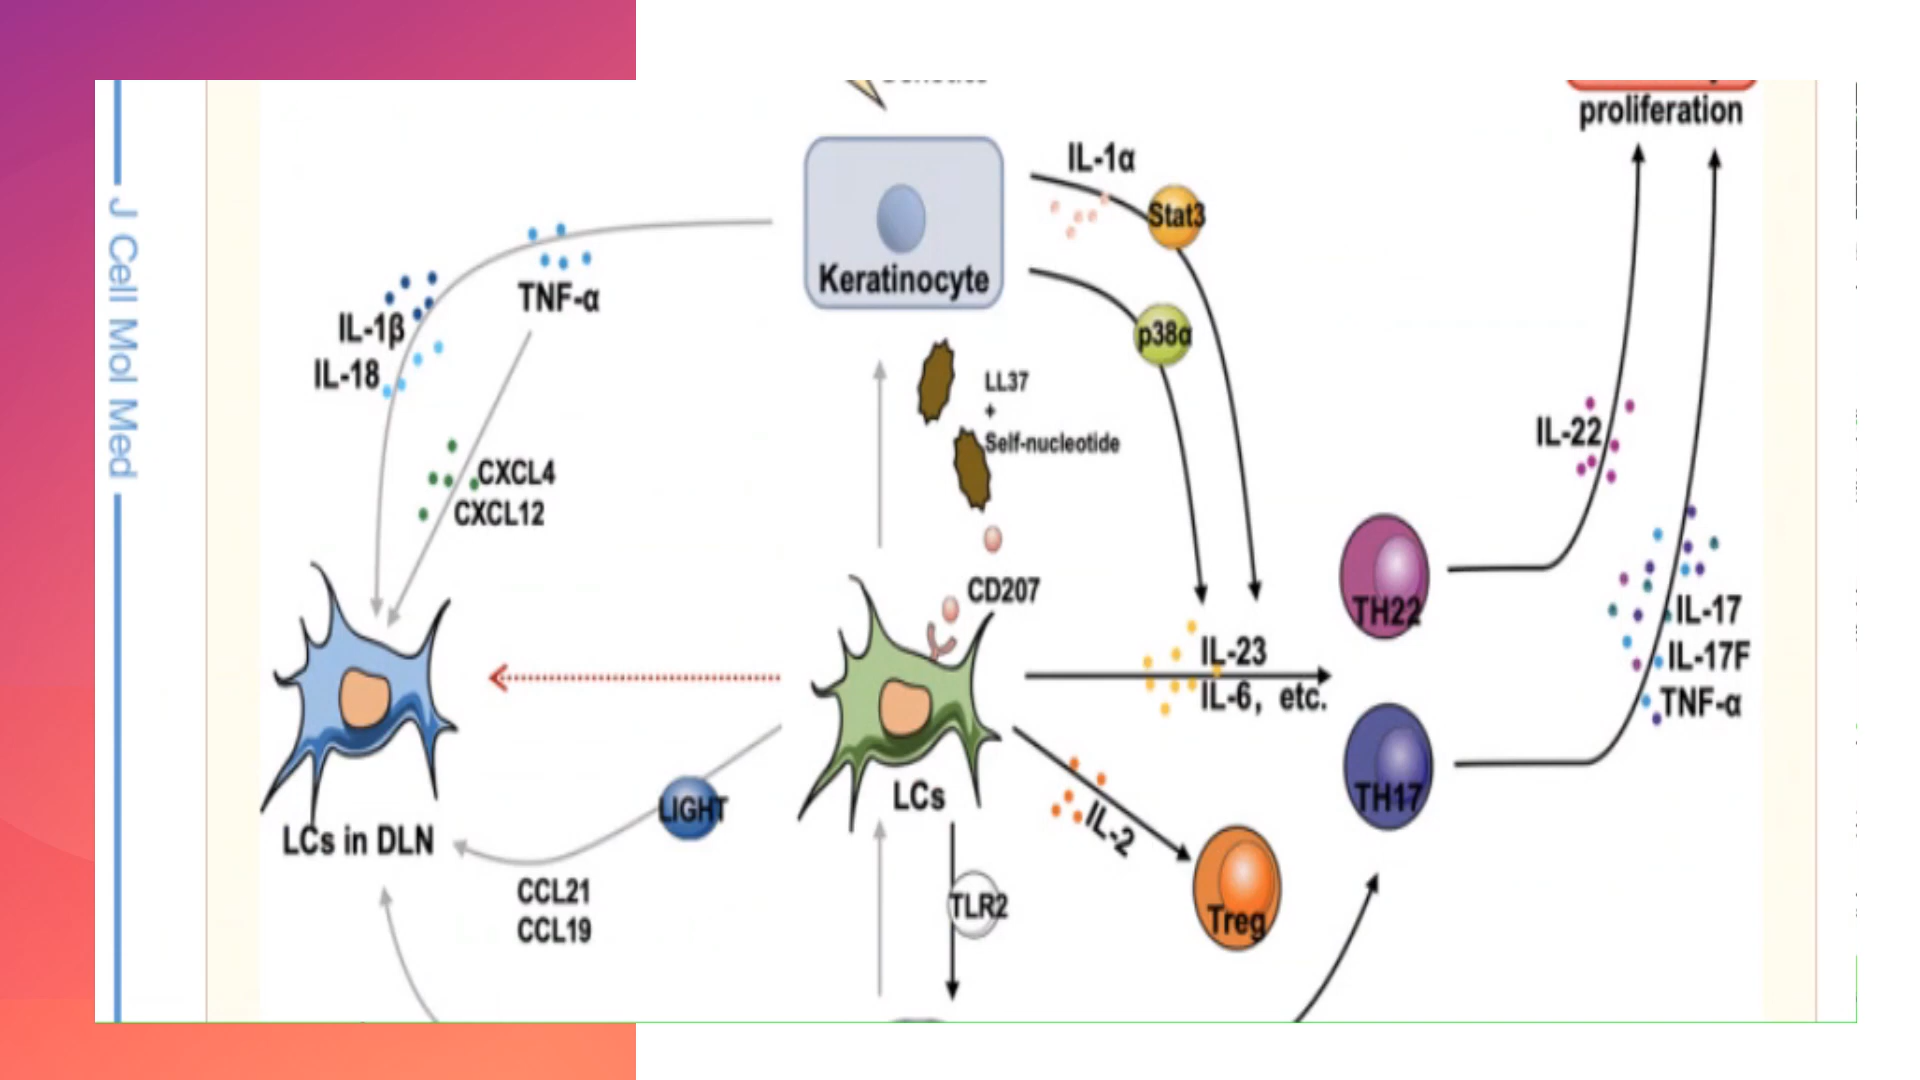 proliferation
IL-1α
Stat3
Keratinocyte
TNF-α
IL-1β
IL-18
p38α
LL37
+
Self-nucleotide
CXCL4
CXCL12
IL-22
CD207
TH22
IL-17
IL-17F
TNF-α
IL-23
IL-6, etc.
TH17
LCs
LIGHT
IL-2
LCs in DLN
CCL21
CCL19
TLR2
Treg
J Cell Mol Med